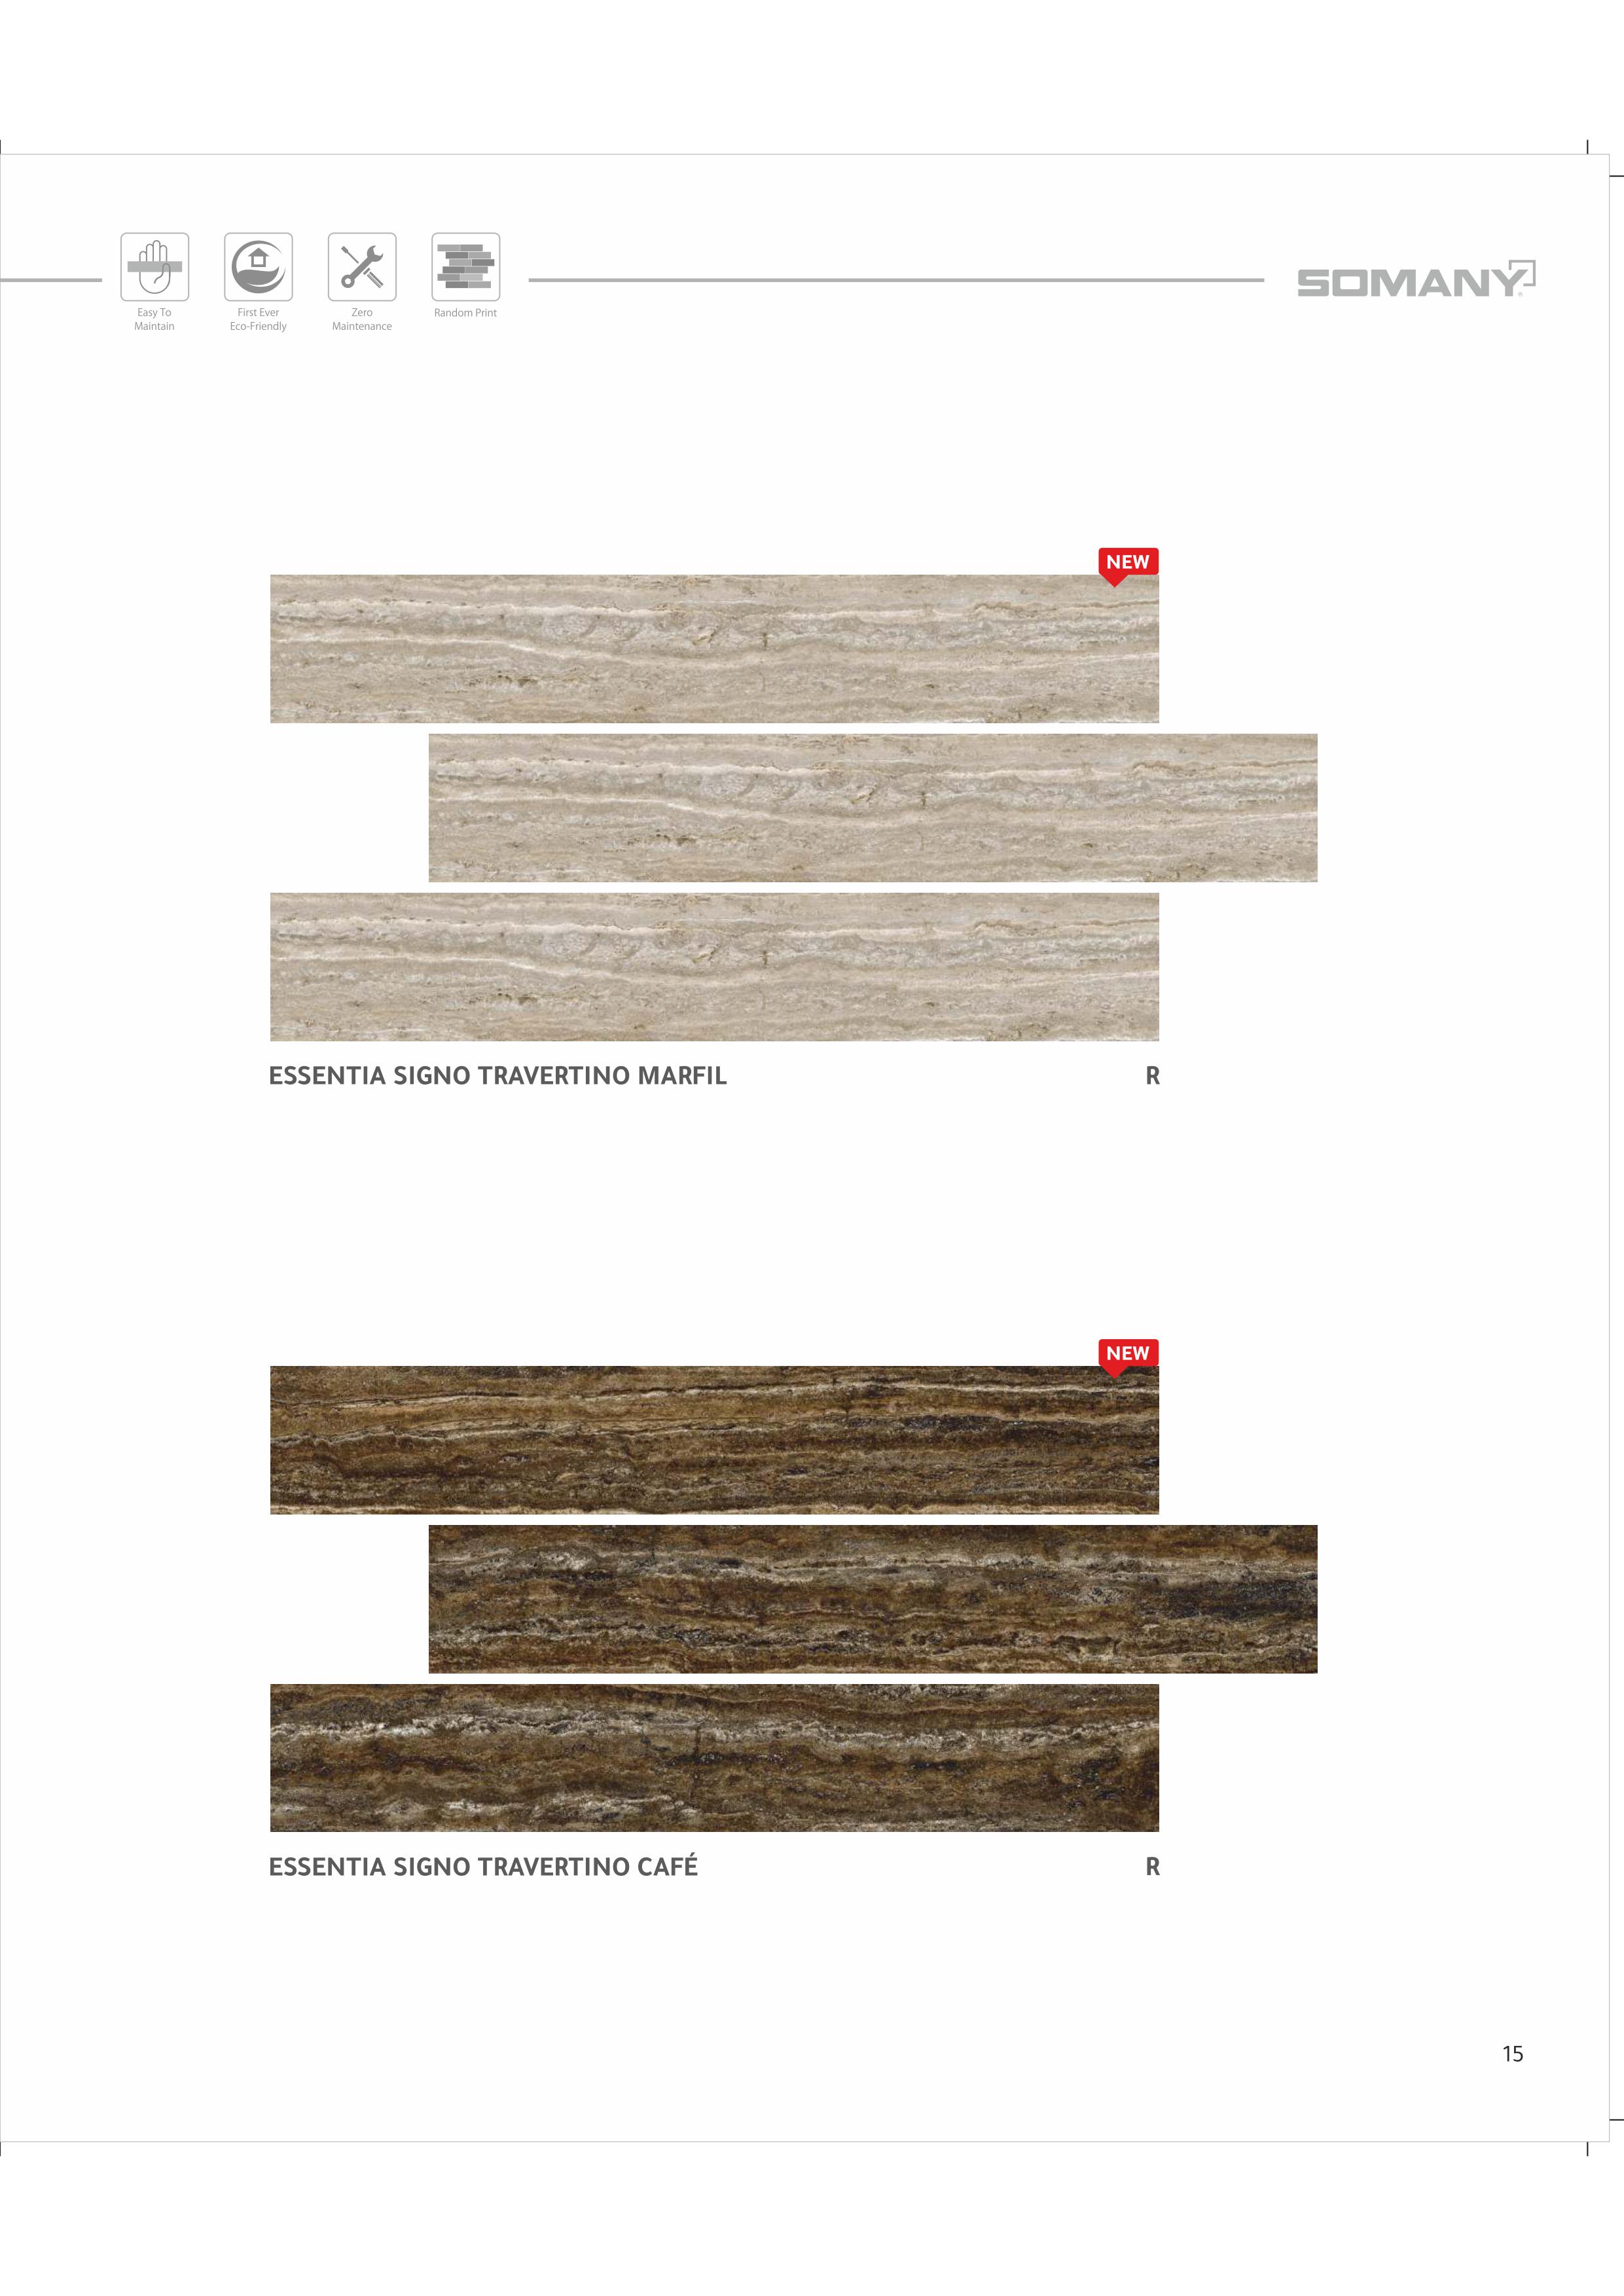 Easy To
Maintain
First Ever
Eco-Friendly
Zero
Maintenance
Random Print
SOMANY®
NEW
ESSENTIA SIGNO TRAVERTINO MARFIL R
NEW
ESSENTIA SIGNO TRAVERTINO CAFÉ R
15